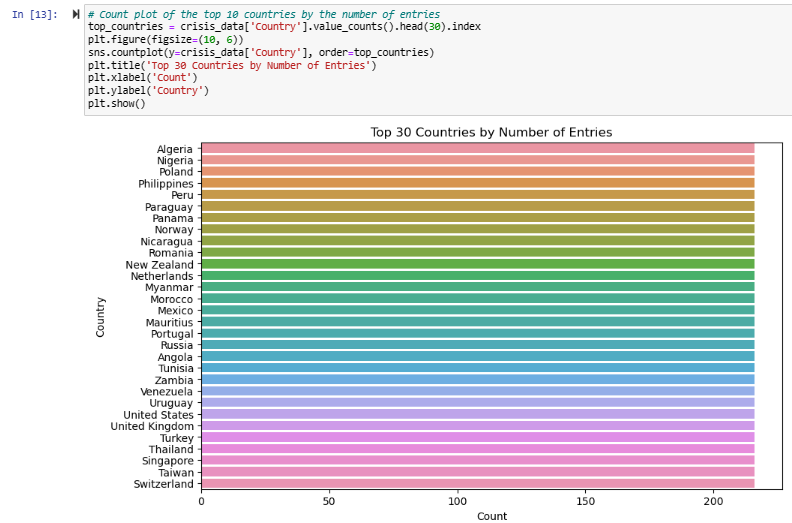 In [13]:
# Count plot of the top 10 countries by the number of entries
top_countries = crisis_data['Country'].value_counts().head(30).index
plt.figure(figsize=(10, 6))
sns.countplot(y=crisis_data['Country'], order=top_countries)
plt.title('Top 30 Countries by Number of Entries')
plt.xlabel('Count')
plt.ylabel('Country')
plt.show()
Top 30 Countries by Number of Entries
Algeria
Nigeria
Poland
Philippines
Peru
Paraguay
Panama
Norway
Nicaragua
Romania
New Zealand
Netherlands
Myanmar
Morocco
Mexico
Mauritius
Portugal
Russia
Angola
Tunisia
Zambia
Venezuela
Uruguay
United States
United Kingdom
Turkey
Thailand
Singapore
Taiwan
Switzerland
Country
0 50 100 150 200
Count